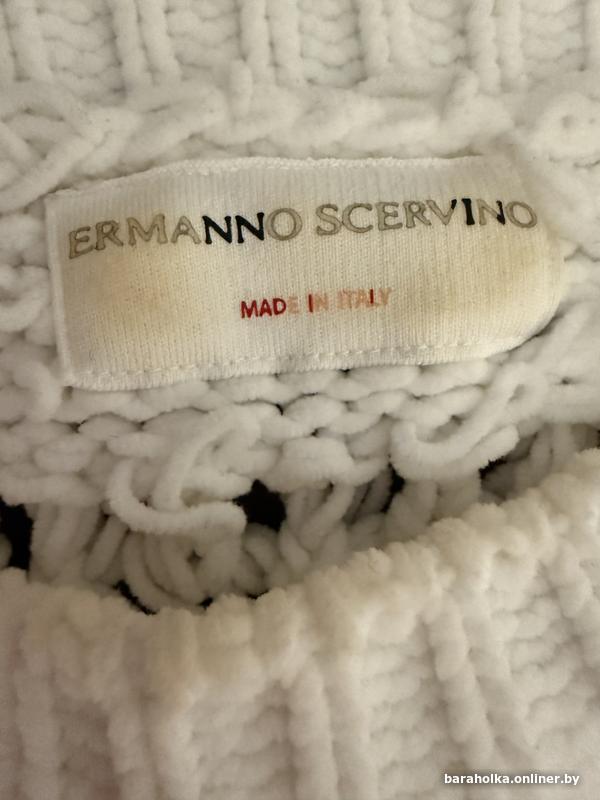 ERMANNO SCERVINO
MADE IN ITALY
baraholka.onliner.by